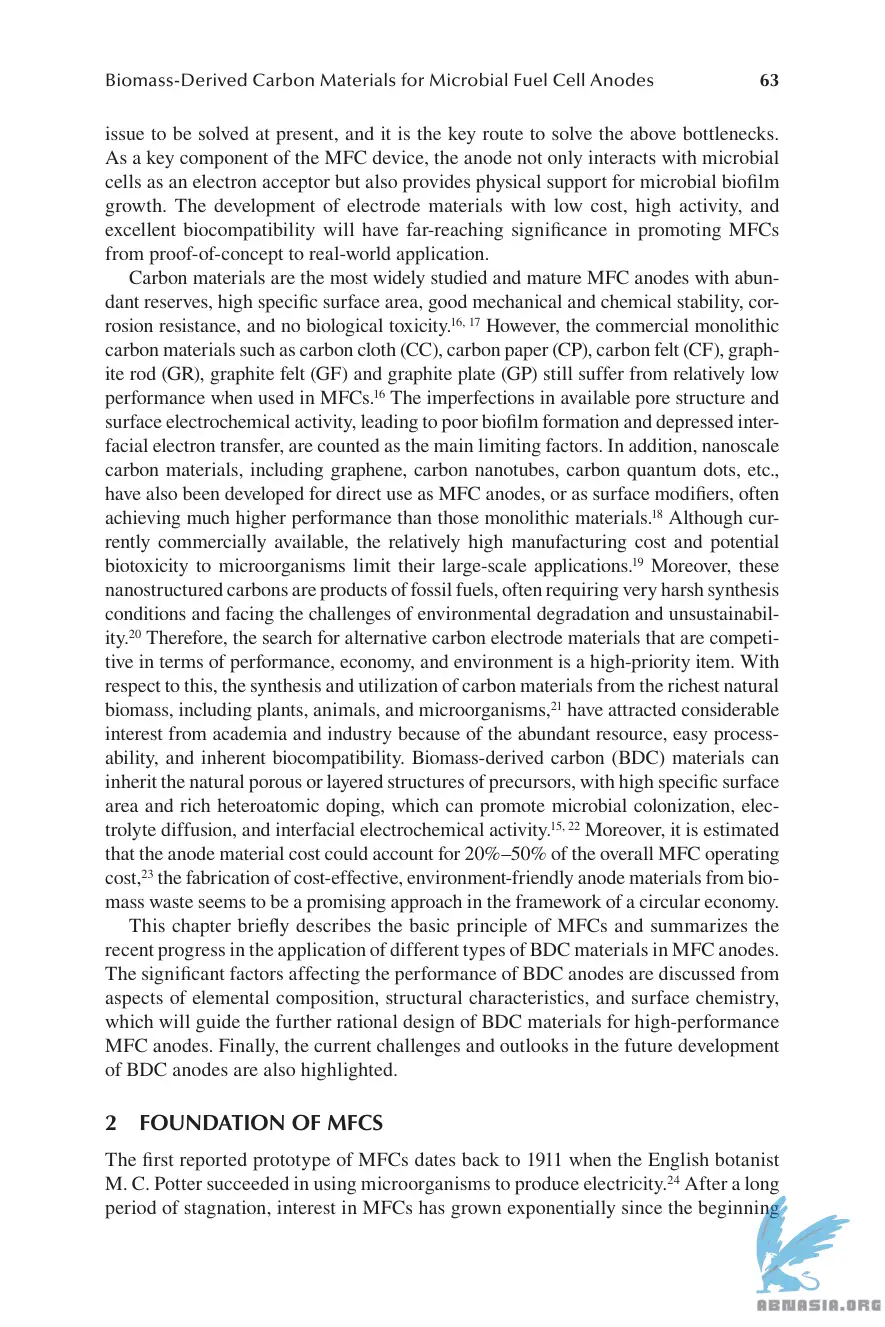 Biomass-Derived Carbon Materials for Microbial Fuel Cell Anodes 63
issue to be solved at present, and it is the key route to solve the above bottlenecks.
As a key component of the MFC device, the anode not only interacts with microbial
cells as an electron acceptor but also provides physical support for microbial biofilm
growth. The development of electrode materials with low cost, high activity, and
excellent biocompatibility will have far-reaching significance in promoting MFCs
from proof-of-concept to real-world application.
Carbon materials are the most widely studied and mature MFC anodes with abun-
dant reserves, high specific surface area, good mechanical and chemical stability, cor-
rosion resistance, and no biological toxicity.16, 17 However, the commercial monolithic
carbon materials such as carbon cloth (CC), carbon paper (CP), carbon felt (CF), graph-
ite rod (GR), graphite felt (GF) and graphite plate (GP) still suffer from relatively low
performance when used in MFCs.16 The imperfections in available pore structure and
surface electrochemical activity, leading to poor biofilm formation and depressed inter-
facial electron transfer, are counted as the main limiting factors. In addition, nanoscale
carbon materials, including graphene, carbon nanotubes, carbon quantum dots, etc.,
have also been developed for direct use as MFC anodes, or as surface modifiers, often
achieving much higher performance than those monolithic materials.18 Although cur-
rently commercially available, the relatively high manufacturing cost and potential
biotoxicity to microorganisms limit their large-scale applications.19 Moreover, these
nanostructured carbons are products of fossil fuels, often requiring very harsh synthesis
conditions and facing the challenges of environmental degradation and unsustainabil-
ity.20 Therefore, the search for alternative carbon electrode materials that are competi-
tive in terms of performance, economy, and environment is a high-priority item. With
respect to this, the synthesis and utilization of carbon materials from the richest natural
biomass, including plants, animals, and microorganisms,21 have attracted considerable
interest from academia and industry because of the abundant resource, easy process-
ability, and inherent biocompatibility. Biomass-derived carbon (BDC) materials can
inherit the natural porous or layered structures of precursors, with high specific surface
area and rich heteroatomic doping, which can promote microbial colonization, elec-
trolyte diffusion, and interfacial electrochemical activity.15, 22 Moreover, it is estimated
that the anode material cost could account for 20%–50% of the overall MFC operating
cost,23 the fabrication of cost-effective, environment-friendly anode materials from bio-
mass waste seems to be a promising approach in the framework of a circular economy.
This chapter briefly describes the basic principle of MFCs and summarizes the
recent progress in the application of different types of BDC materials in MFC anodes.
The significant factors affecting the performance of BDC anodes are discussed from
aspects of elemental composition, structural characteristics, and surface chemistry,
which will guide the further rational design of BDC materials for high-performance
MFC anodes. Finally, the current challenges and outlooks in the future development
of BDC anodes are also highlighted.
2 FOUNDATION OF MFCS
The first reported prototype of MFCs dates back to 1911 when the English botanist
M. C. Potter succeeded in using microorganisms to produce electricity.24 After a long
period of stagnation, interest in MFCs has grown exponentially since the beginning
ABNASIA.ORG